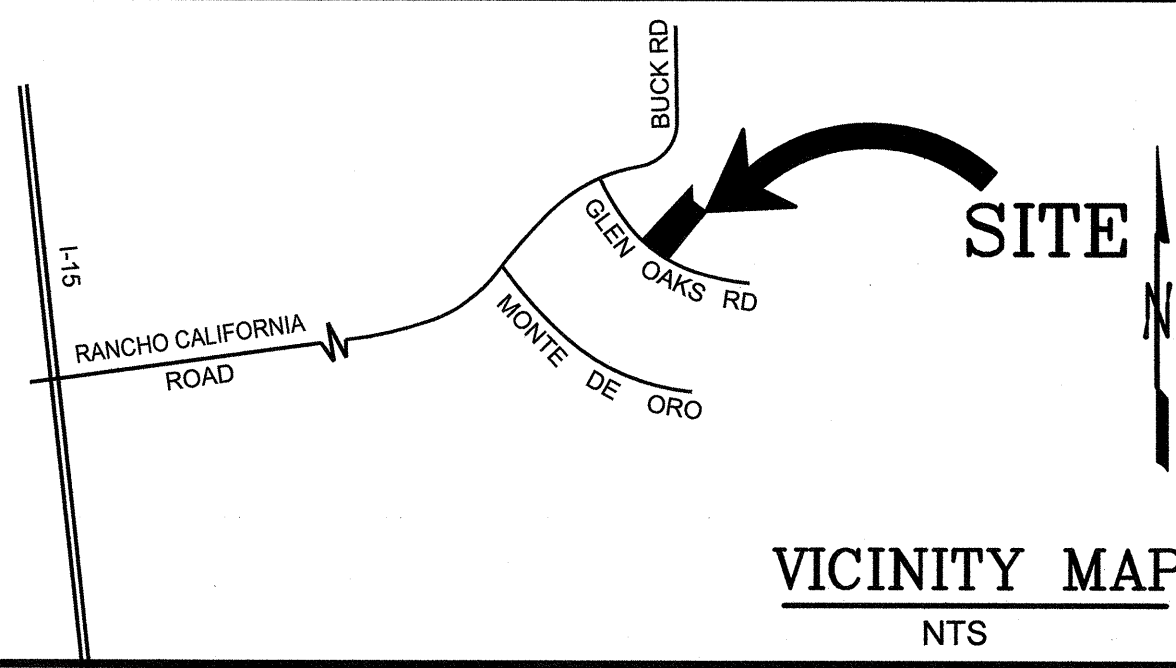 BUCK RD
SITE
GLEN OAKS RD
I-15
N
RANCHO CALIFORNIA
ROAD
MONTE DE ORO
VICINITY MAP
NTS